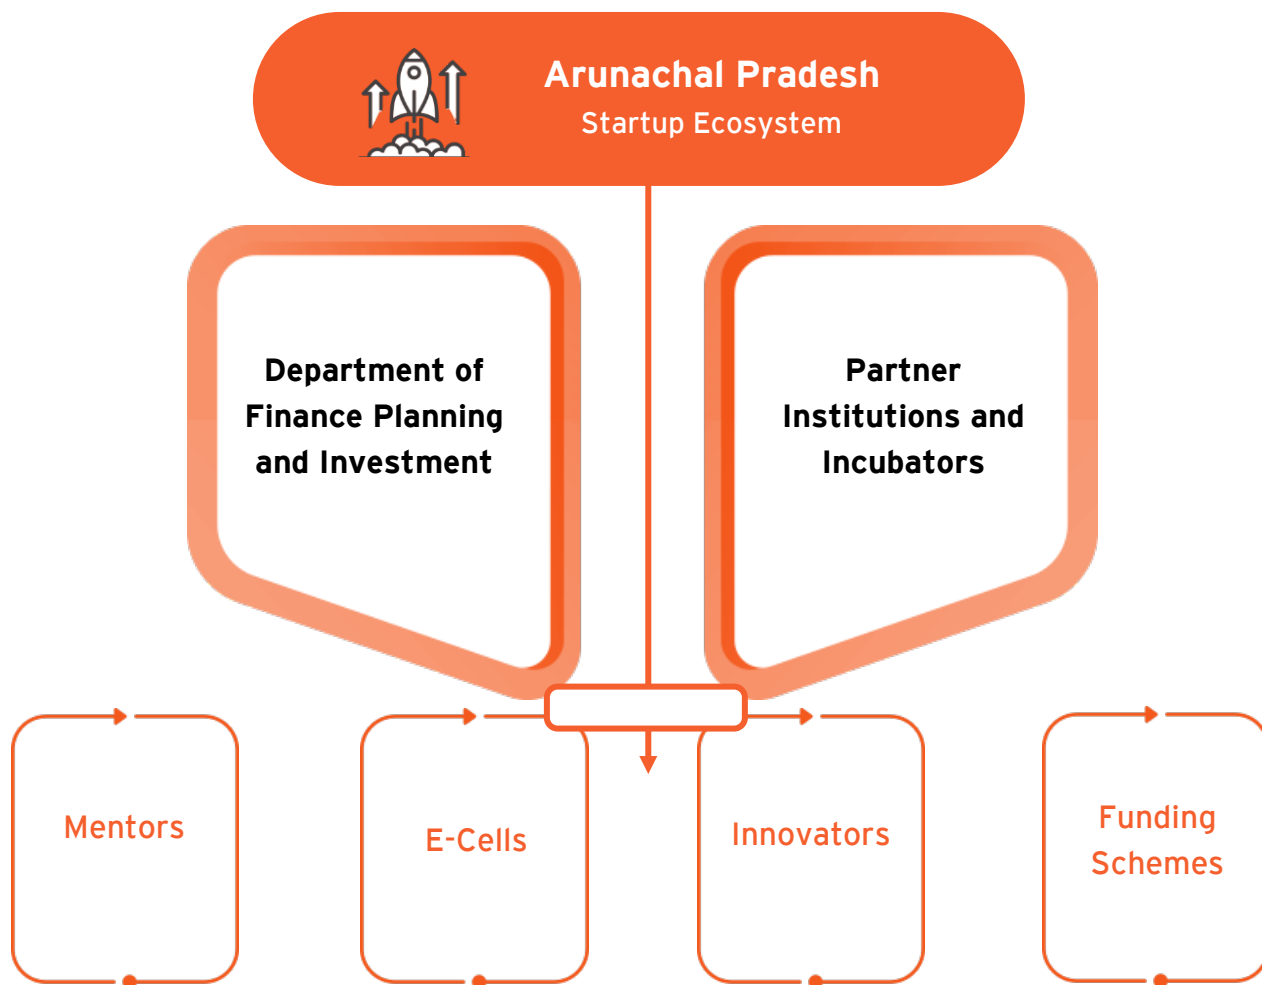 Arunachal Pradesh
Startup Ecosystem
Department of
Finance Planning
and Investment
Partner
Institutions and
Incubators
Mentors
E-Cells
Innovators
Funding
Schemes